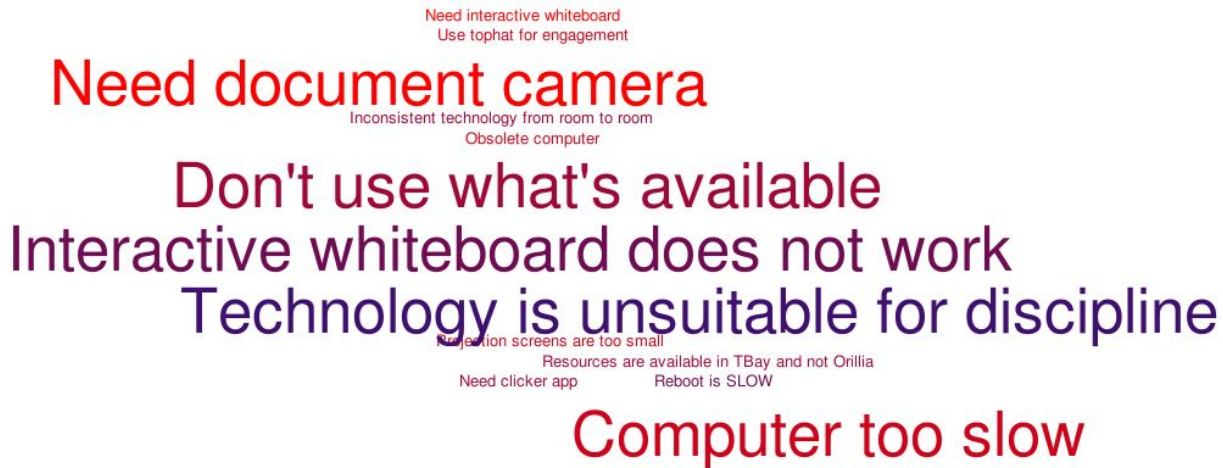 Need interactive whiteboard
Use tophat for engagement
Need document camera
Inconsistent technology from room to room
Obsolete computer
Don't use what's available
Interactive whiteboard does not work
Technology is unsuitable for discipline
Projection screens are too small
Resources are available in TBay and not Orillia
Need clicker app
Reboot is SLOW
Computer too slow